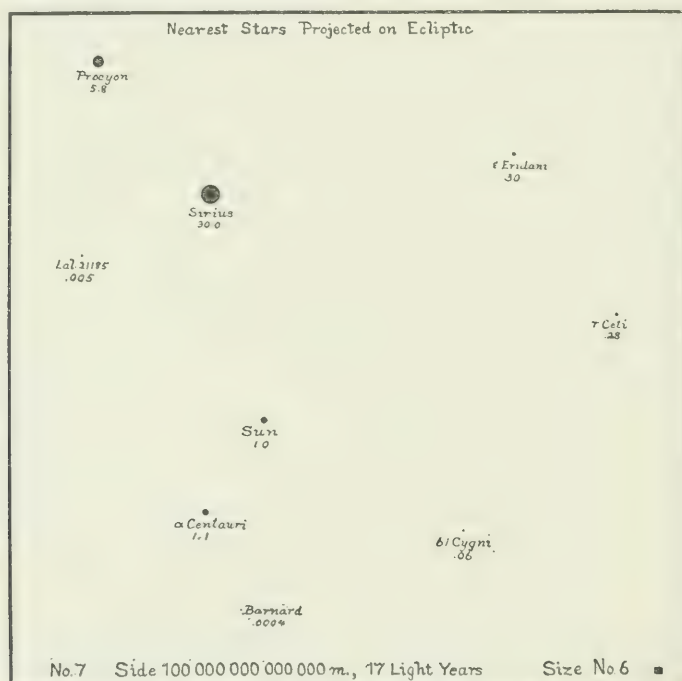 Nearest Stars Projected on Ecliptic
Procyon
5.8
ε Eridani
30
Sirius
30.0
Lal. 21185
.005
τ Ceti
.28
Sun
1.0
α Centauri
1.1
61 Cygni
.06
Barnard
.0004
No. 7 Side 100 000 000 000 000 m., 17 Light Years Size No. 6